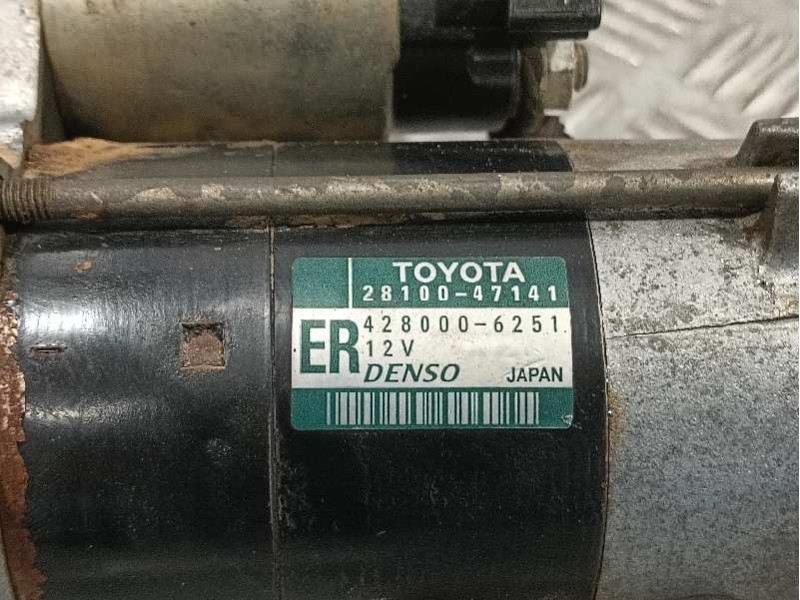 TOYOTA
28100-47141
ER 428000-6251
12V
DENSO JAPAN